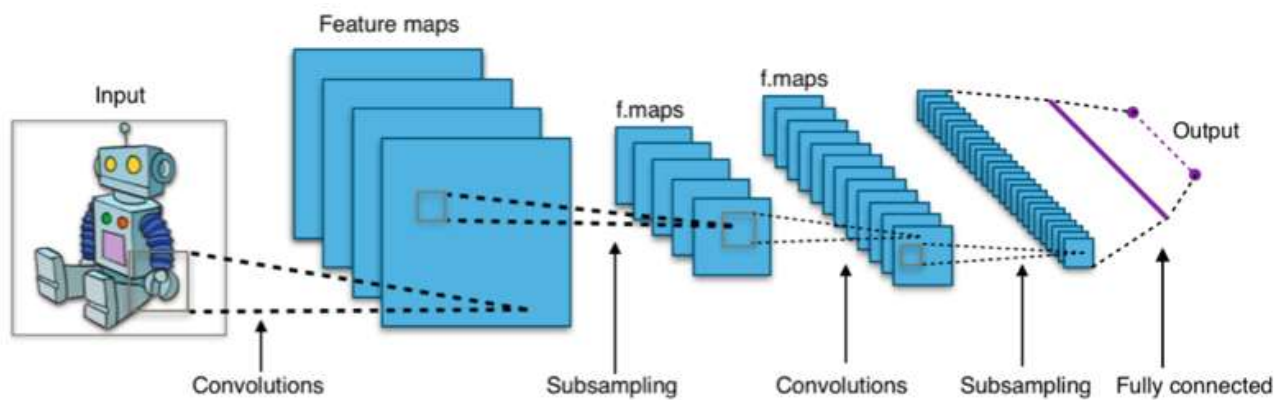 Feature maps
f.maps
f.maps
Input
Output
Convolutions
Subsampling
Convolutions
Subsampling
Fully connected